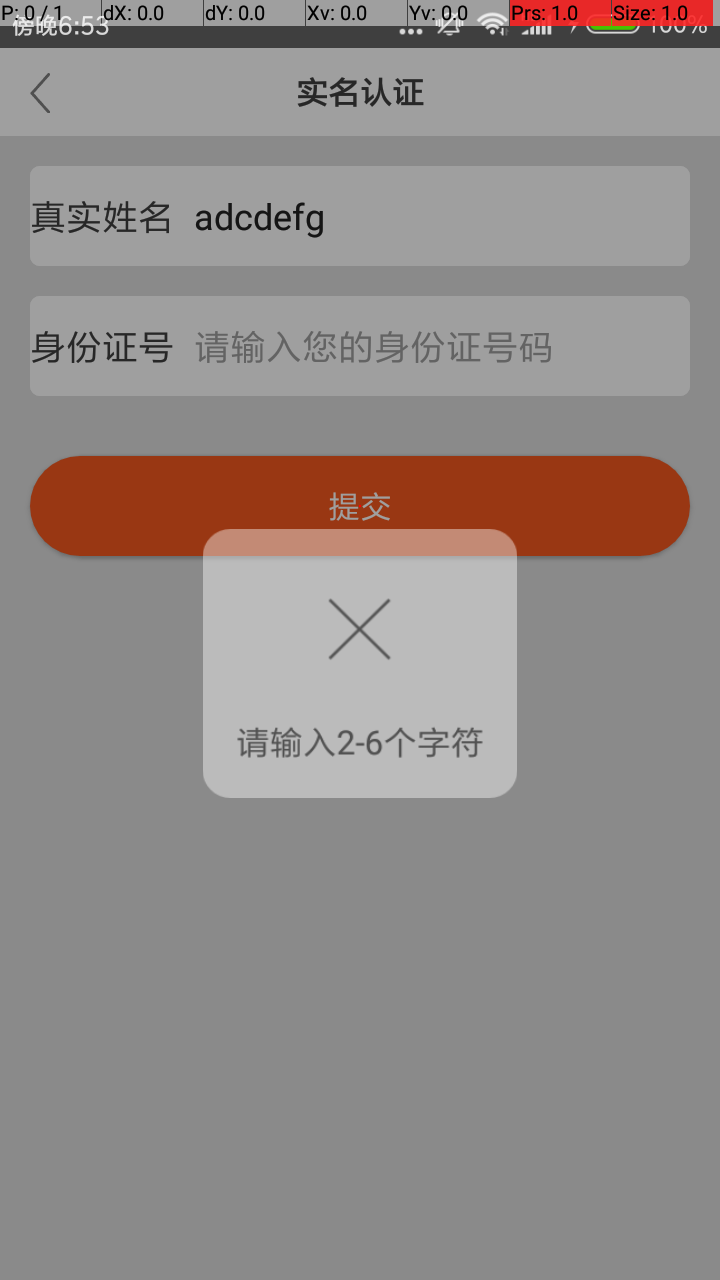 P: 0 / 1 dX: 0.0 dY: 0.0 Xv: 0.0 Yv: 0.0 Prs: 1.0 Size: 1.0
傍晚6:53 100%
实名认证
真实姓名 adcdefg
身份证号 请输入您的身份证号码
提交
请输入2-6个字符